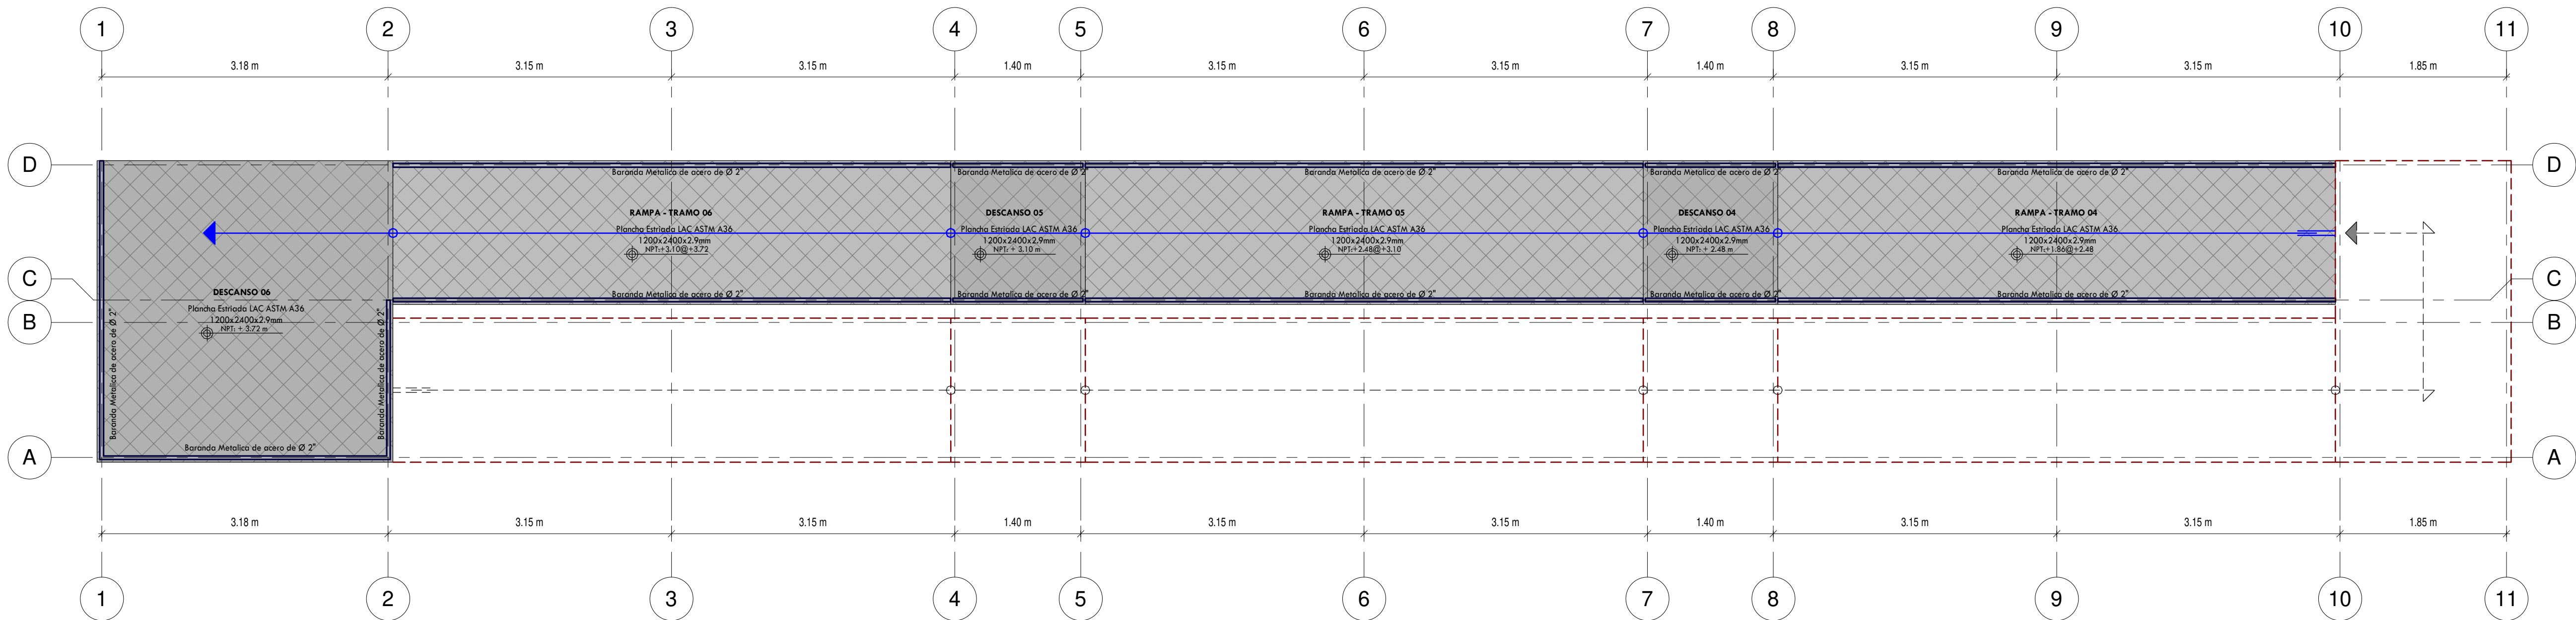 1 2 3 4 5 6 7 8 9 10 11
3.18 m 3.15 m 3.15 m 1.40 m 3.15 m 3.15 m 1.40 m 3.15 m 3.15 m 1.85 m
D D
Baranda Metalica de acero de Ø 2" Baranda Metalica de acero de Ø 2" Baranda Metalica de acero de Ø 2" Baranda Metalica de acero de Ø 2" Baranda Metalica de acero de Ø 2"
RAMPA - TRAMO 06
Plancha Estriada LAC ASTM A36
1200x2400x2.9mm
NPT:+3.10@+3.72
DESCANSO 05
Plancha Estriada LAC ASTM A36
1200x2400x2.9mm
NPT: + 3.10 m
RAMPA - TRAMO 05
Plancha Estriada LAC ASTM A36
1200x2400x2.9mm
NPT:+2.48@+3.10
DESCANSO 04
Plancha Estriada LAC ASTM A36
1200x2400x2.9mm
NPT: + 2.48 m
RAMPA - TRAMO 04
Plancha Estriada LAC ASTM A36
1200x2400x2.9mm
NPT:+1.86@+2.48
C C
Baranda Metalica de acero de Ø 2" Baranda Metalica de acero de Ø 2" Baranda Metalica de acero de Ø 2" Baranda Metalica de acero de Ø 2" Baranda Metalica de acero de Ø 2"
DESCANSO 06
Plancha Estriada LAC ASTM A36
1200x2400x2.9mm
NPT: + 3.72 m
B B
Baranda Metalica de acero de Ø 2"
Baranda Metalica de acero de Ø 2"
Baranda Metalica de acero de Ø 2"
A A
3.18 m 3.15 m 3.15 m 1.40 m 3.15 m 3.15 m 1.40 m 3.15 m 3.15 m 1.85 m
1 2 3 4 5 6 7 8 9 10 11